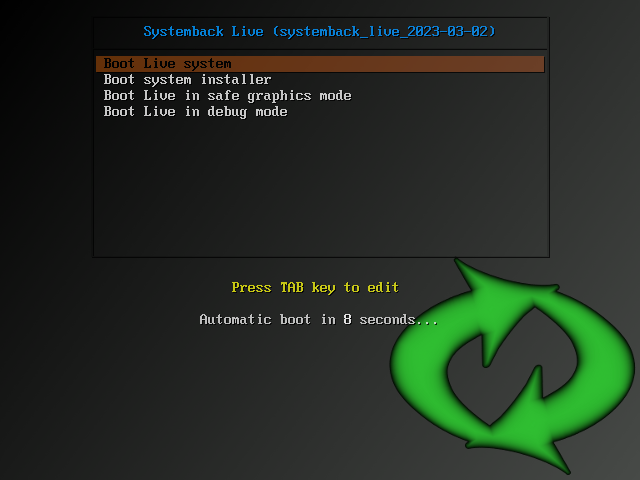 Systemback Live (systemback_live_2023-03-02)
Boot Live system
Boot system installer
Boot Live in safe graphics mode
Boot Live in debug mode
Press TAB key to edit
Automatic boot in 8 seconds...